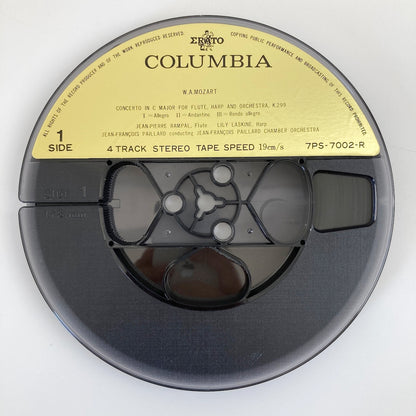 ERATO
ALL RIGHTS OF THE RECORD PRODUCER AND OF THE WORK REPRODUCED RESERVED. COPYING PUBLIC PERFORMANCE AND BROADCASTING OF THIS RECORD PROHIBITED.
COLUMBIA
W.A.MOZART
CONCERTO IN C MAJOR FOR FLUTE, HARP AND ORCHESTRA, K.299
I — Allegro II — Andantino III — Rondo allegro
JEAN-PIERRE RAMPAL, Flute LILY LASKINE, Harp
JEAN-FRANÇOIS PAILLARD conducting JEAN-FRANÇOIS PAILLARD CHAMBER ORCHESTRA
1
SIDE
4 TRACK STEREO TAPE SPEED 19cm/s 7PS-7002-R
1